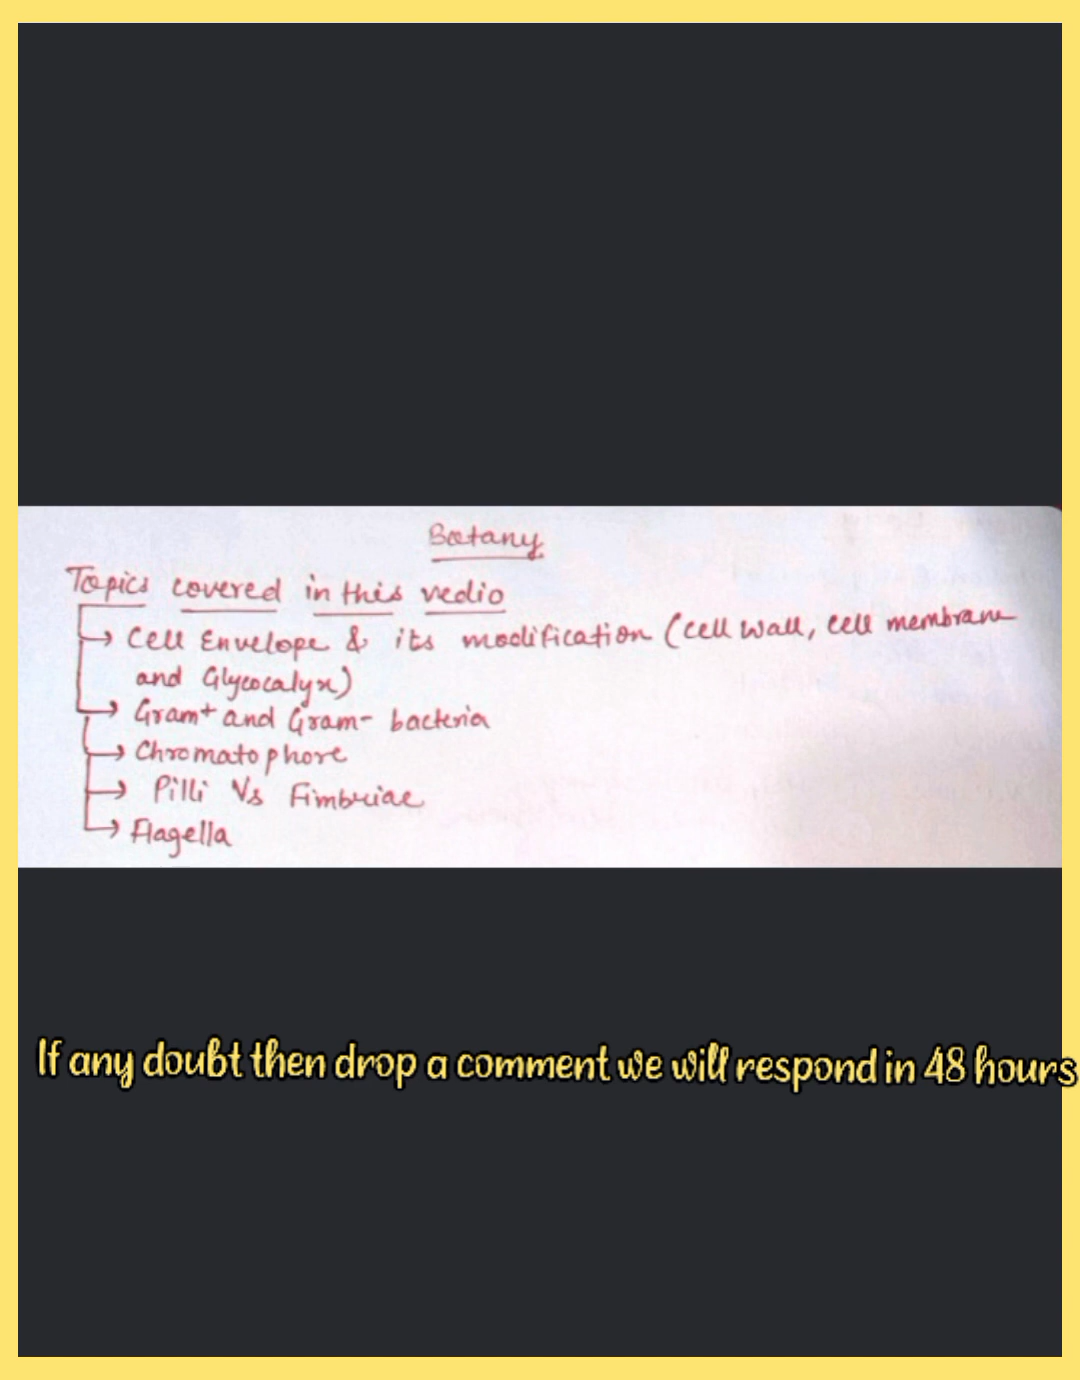 Botany
Topics covered in this vedio
Cell Envelope & its modification (cell wall, cell membrane
and Glycocalyx)
Gram+ and Gram- bacteria
Chromatophore
Pilli Vs Fimbriae
Flagella
If any doubt then drop a comment we will respond in 48 hours